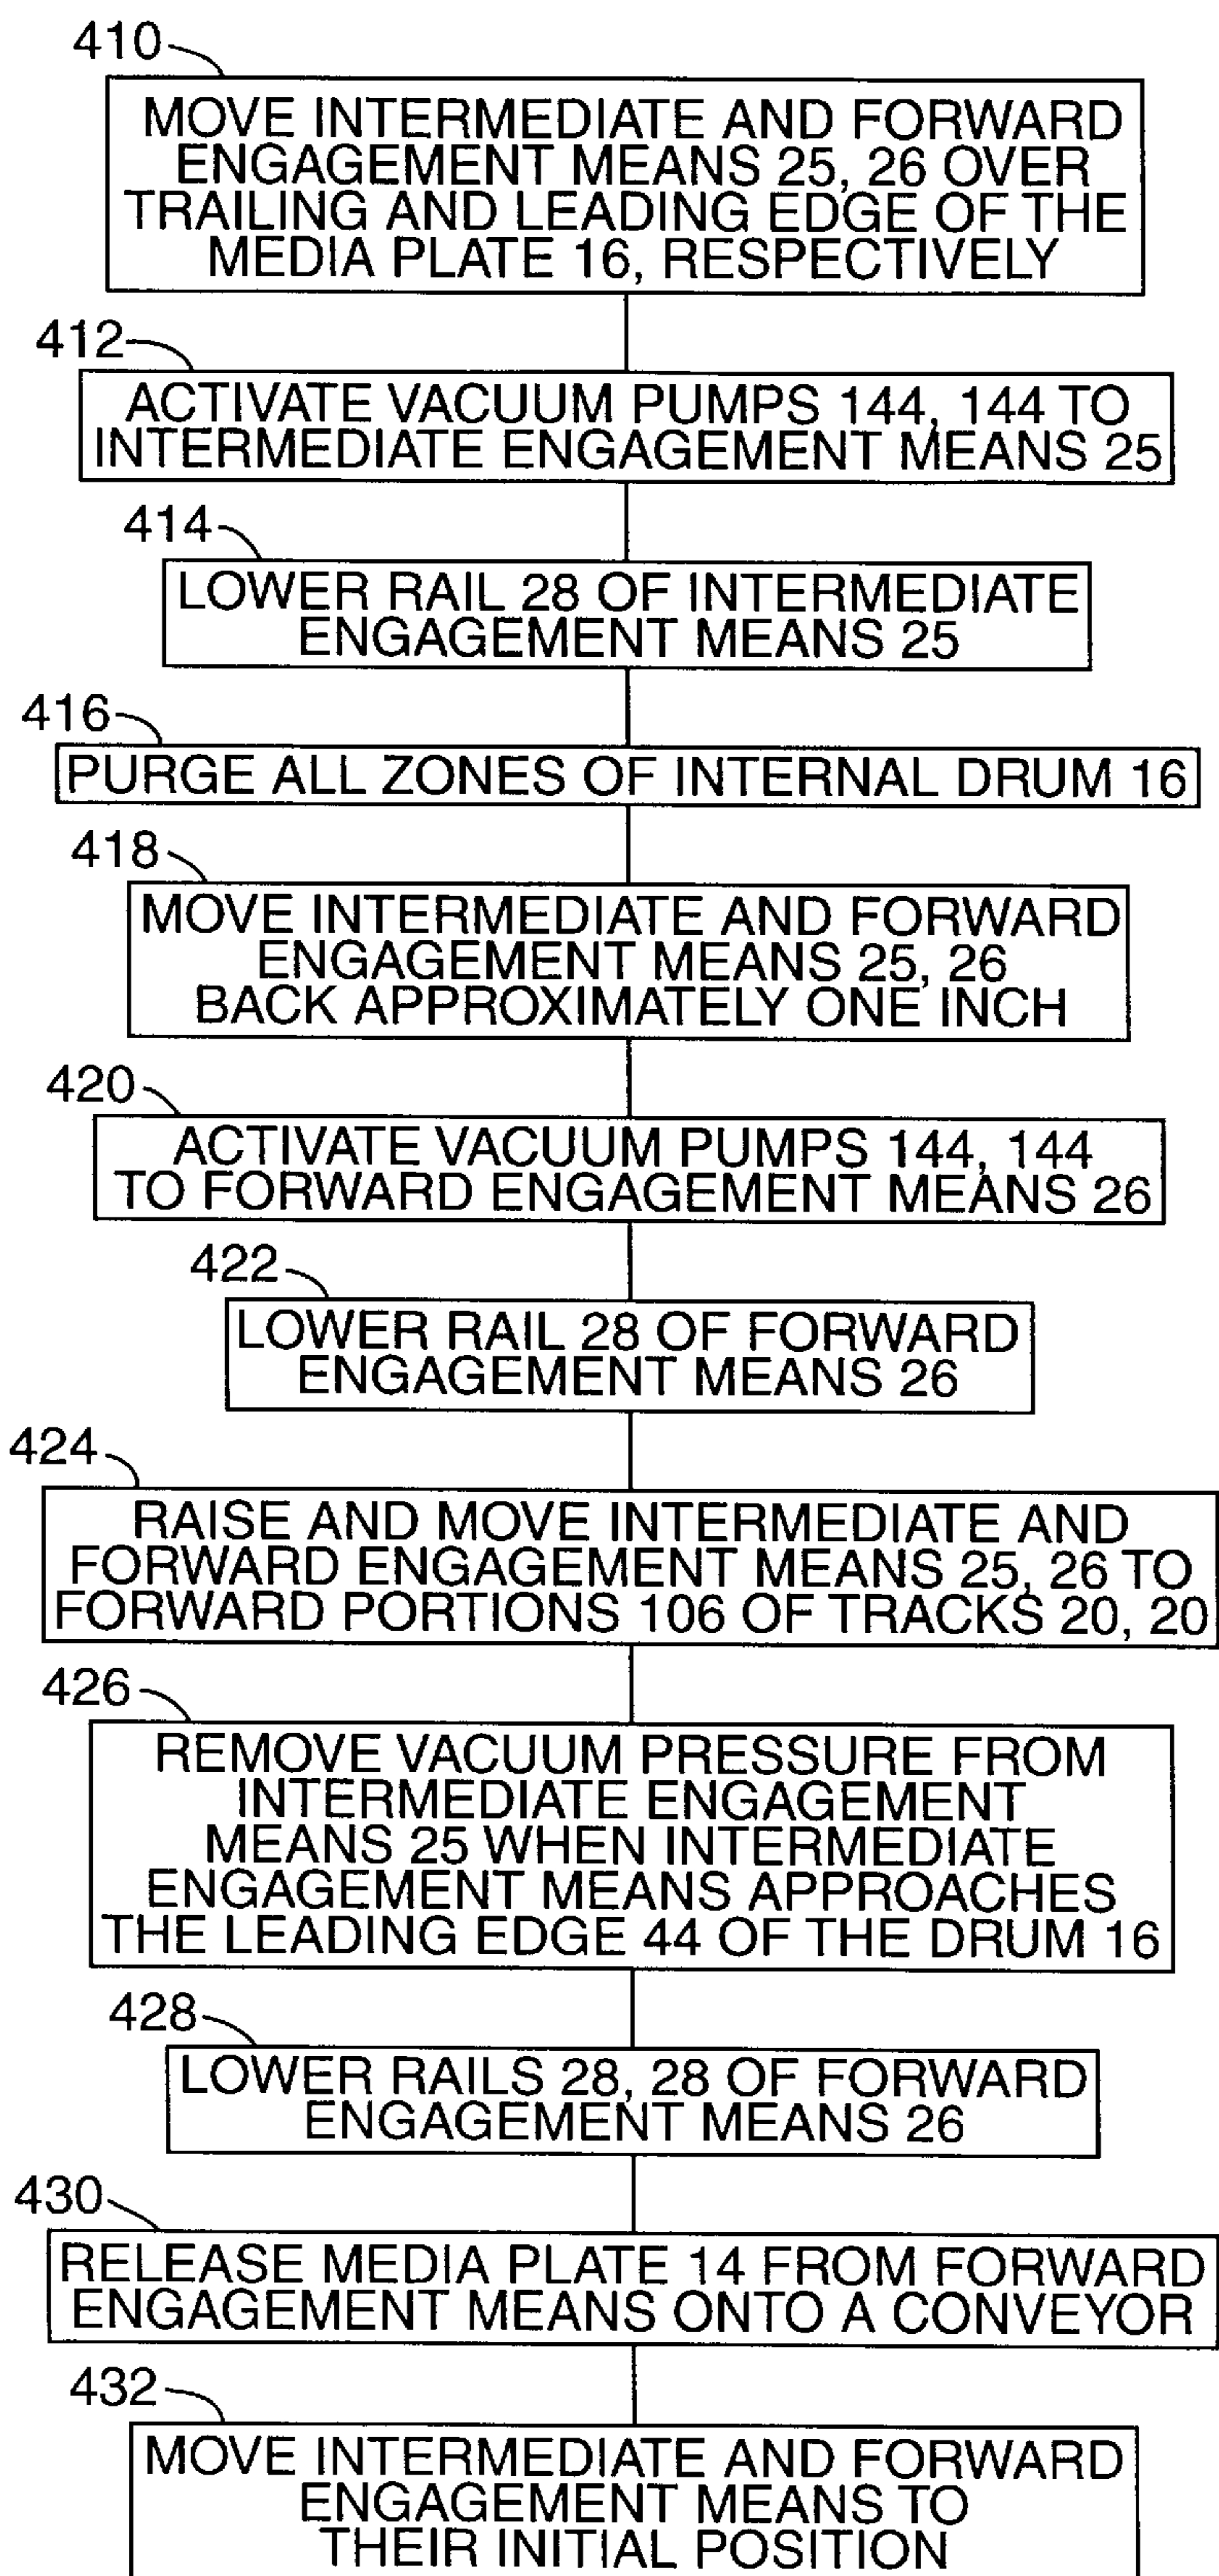 410
MOVE INTERMEDIATE AND FORWARD
ENGAGEMENT MEANS 25, 26 OVER
TRAILING AND LEADING EDGE OF THE
MEDIA PLATE 16, RESPECTIVELY
412
ACTIVATE VACUUM PUMPS 144, 144 TO
INTERMEDIATE ENGAGEMENT MEANS 25
414
LOWER RAIL 28 OF INTERMEDIATE
ENGAGEMENT MEANS 25
416
PURGE ALL ZONES OF INTERNAL DRUM 16
418
MOVE INTERMEDIATE AND FORWARD
ENGAGEMENT MEANS 25, 26
BACK APPROXIMATELY ONE INCH
420
ACTIVATE VACUUM PUMPS 144, 144
TO FORWARD ENGAGEMENT MEANS 26
422
LOWER RAIL 28 OF FORWARD
ENGAGEMENT MEANS 26
424
RAISE AND MOVE INTERMEDIATE AND
FORWARD ENGAGEMENT MEANS 25, 26 TO
FORWARD PORTIONS 106 OF TRACKS 20, 20
426
REMOVE VACUUM PRESSURE FROM
INTERMEDIATE ENGAGEMENT
MEANS 25 WHEN INTERMEDIATE
ENGAGEMENT MEANS APPROACHES
THE LEADING EDGE 44 OF THE DRUM 16
428
LOWER RAILS 28, 28 OF FORWARD
ENGAGEMENT MEANS 26
430
RELEASE MEDIA PLATE 14 FROM FORWARD
ENGAGEMENT MEANS ONTO A CONVEYOR
432
MOVE INTERMEDIATE AND FORWARD
ENGAGEMENT MEANS TO
THEIR INITIAL POSITION